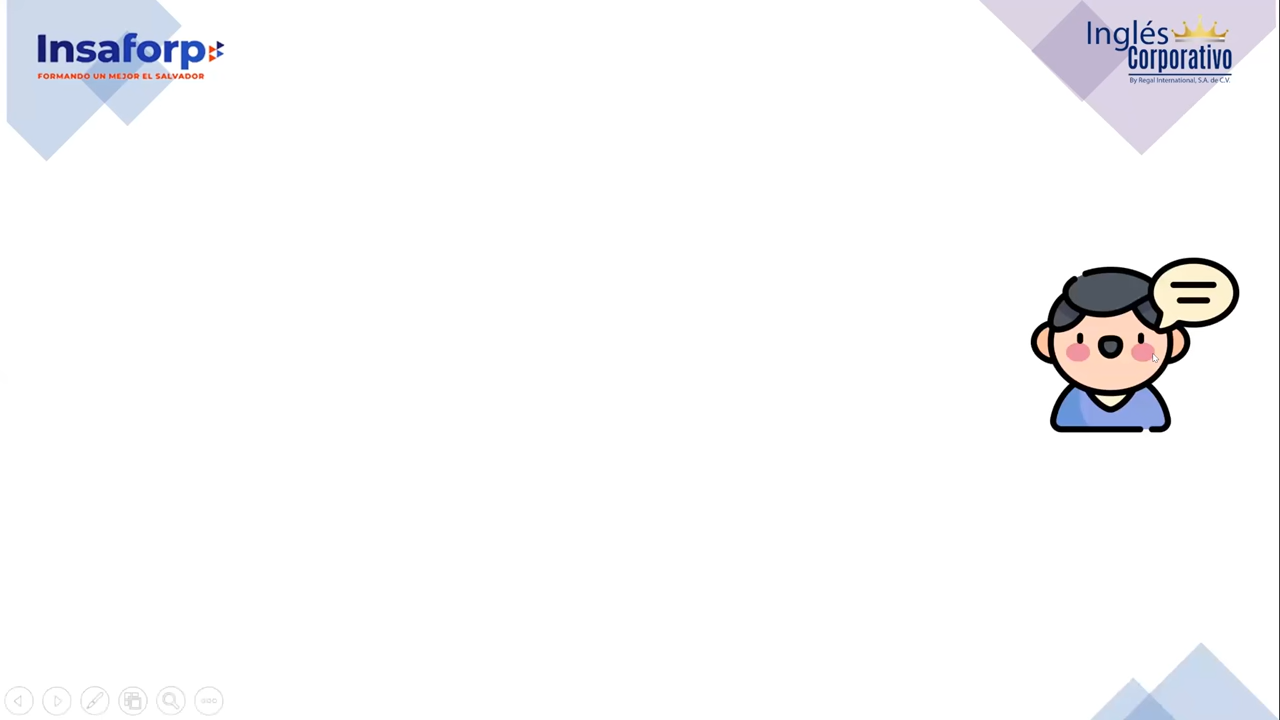 Insaforp
FORMANDO UN MEJOR EL SALVADOR
Inglés
Corporativo
By Regal International, S.A. de C.V.